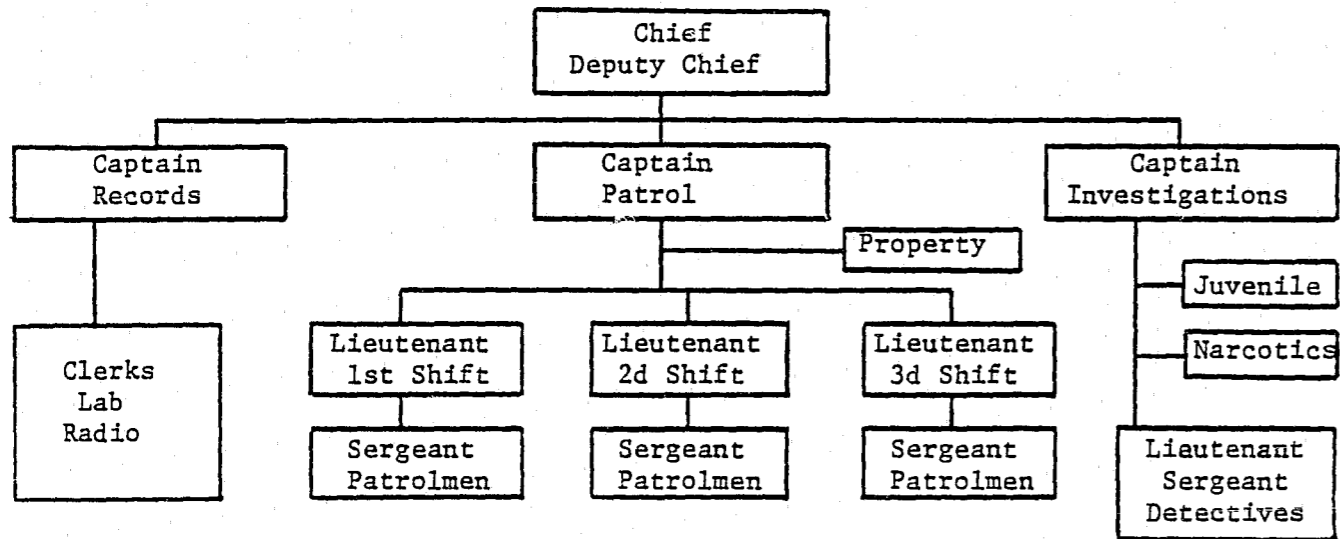 Chief
Deputy Chief
Captain
Records
Captain
Patrol
Captain
Investigations
Property
Juvenile
Narcotics
Clerks
Lab
Radio
Lieutenant
1st Shift
Lieutenant
2d Shift
Lieutenant
3d Shift
Sergeant
Patrolmen
Sergeant
Patrolmen
Sergeant
Patrolmen
Lieutenant
Sergeant
Detectives